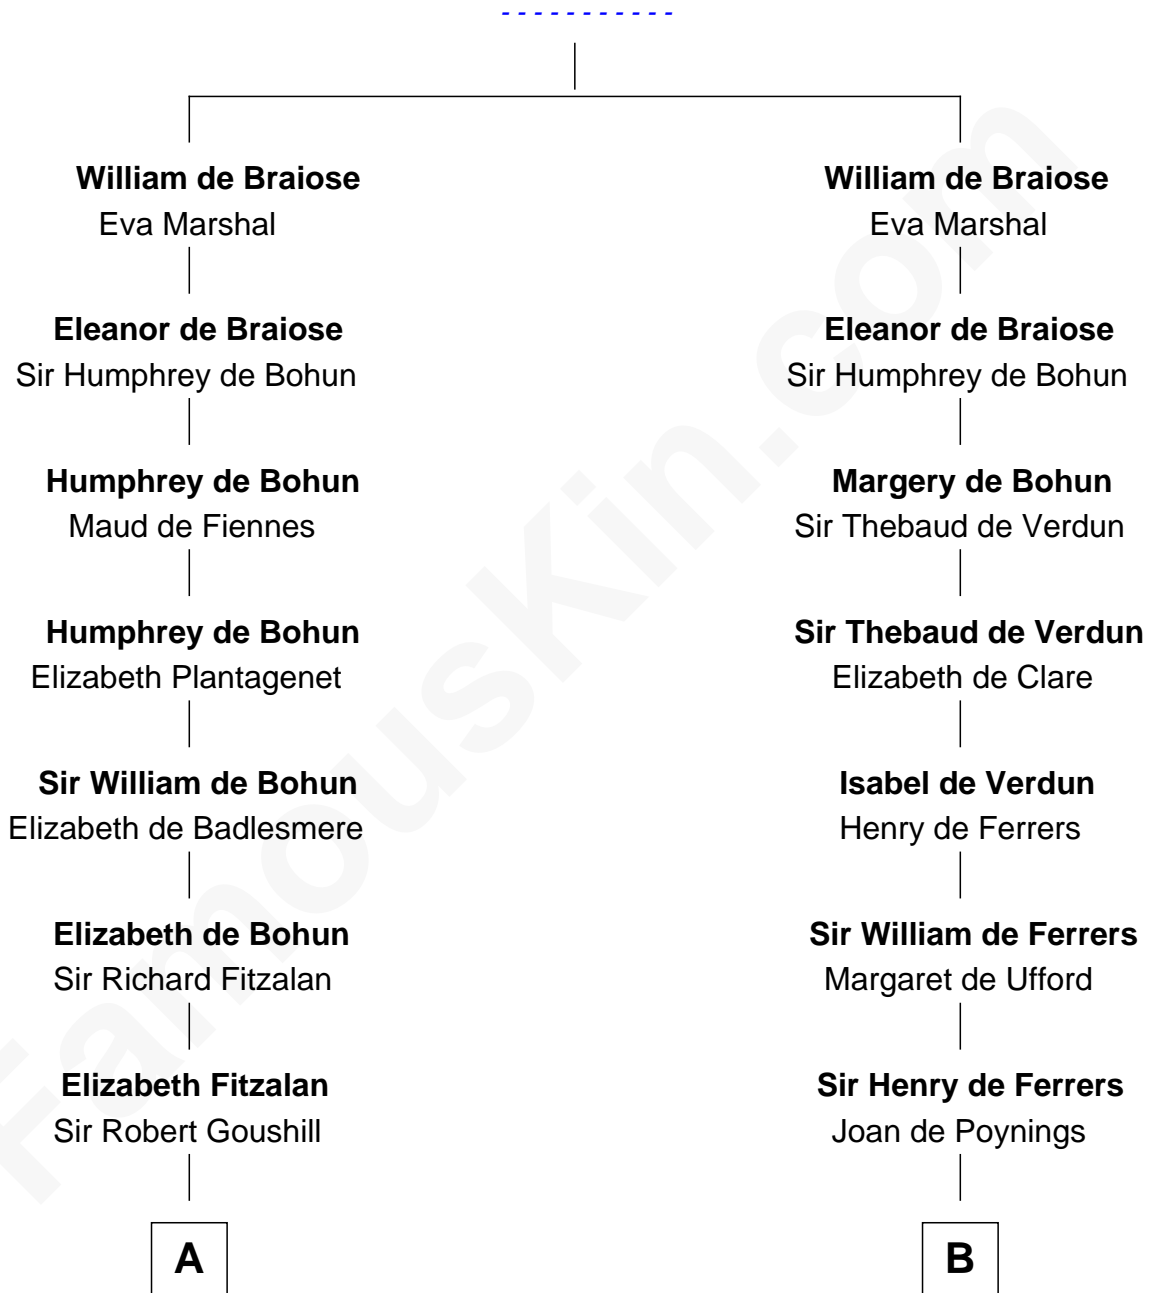 - - - - - - - - - - -
William de Braiose
Eva Marshal
Eleanor de Braiose
Sir Humphrey de Bohun
Humphrey de Bohun
Maud de Fiennes
Humphrey de Bohun
Elizabeth Plantagenet
Sir William de Bohun
Elizabeth de Badlesmere
Elizabeth de Bohun
Sir Richard Fitzalan
Elizabeth Fitzalan
Sir Robert Goushill
A
William de Braiose
Eva Marshal
Eleanor de Braiose
Sir Humphrey de Bohun
Margery de Bohun
Sir Thebaud de Verdun
Sir Thebaud de Verdun
Elizabeth de Clare
Isabel de Verdun
Henry de Ferrers
Sir William de Ferrers
Margaret de Ufford
Sir Henry de Ferrers
Joan de Poynings
B
FamousKin.com